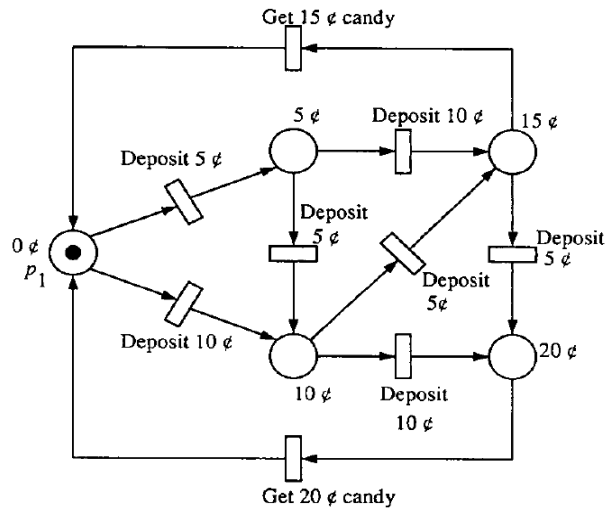 Get 15 ¢ candy
5 ¢
Deposit 10 ¢
15 ¢
Deposit 5 ¢
Deposit
5 ¢
Deposit
5 ¢
0 ¢
p1
Deposit
5¢
Deposit 10 ¢
10 ¢
Deposit
10 ¢
20 ¢
Get 20 ¢ candy